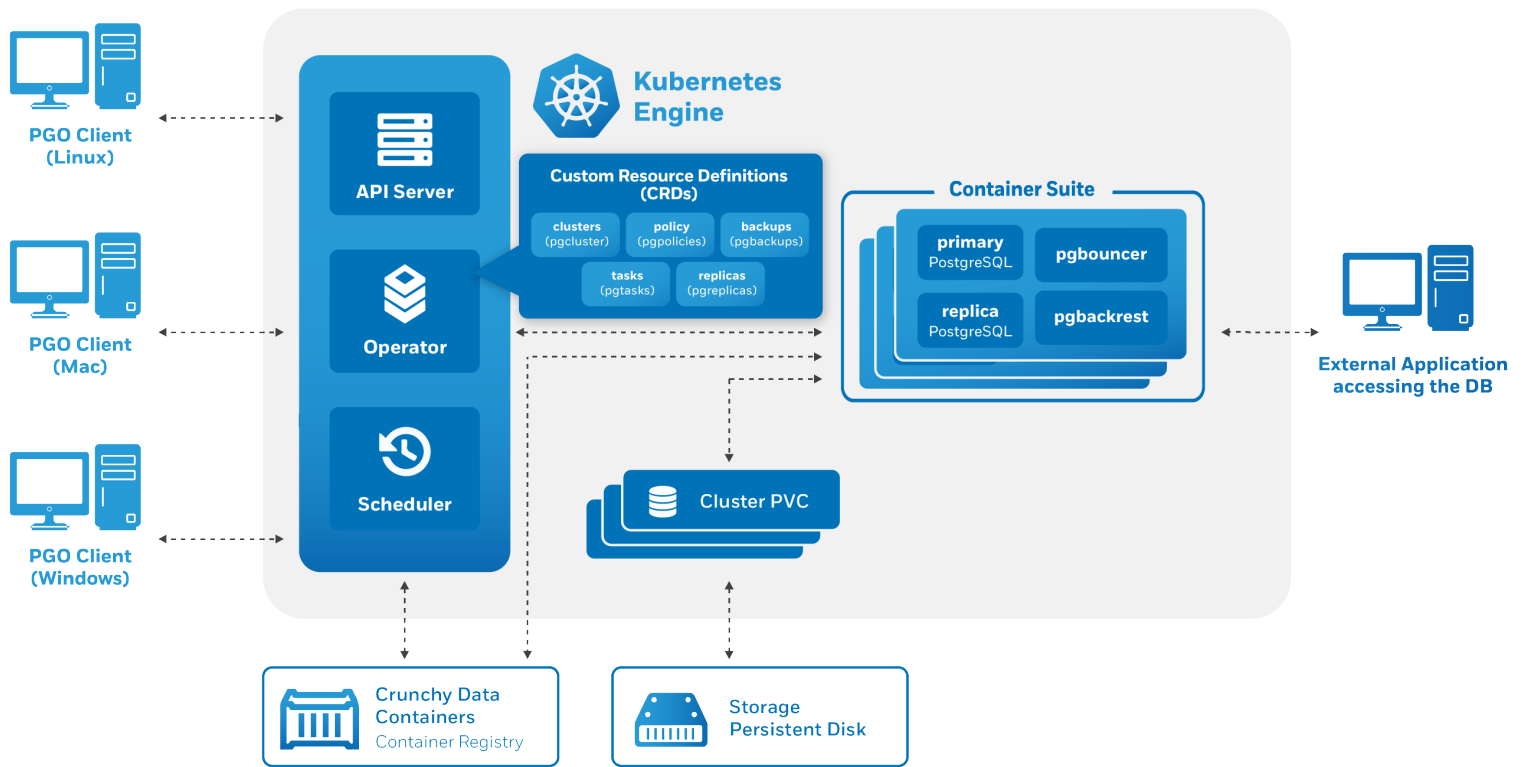 PGO Client
(Linux)
PGO Client
(Mac)
PGO Client
(Windows)
API Server
Operator
Scheduler
Kubernetes
Engine
Custom Resource Definitions
(CRDs)
clusters
(pgcluster)
policy
(pgpolicies)
backups
(pgbackups)
tasks
(pgtasks)
replicas
(pgreplicas)
Container Suite
primary
PostgreSQL
pgbouncer
replica
PostgreSQL
pgbackrest
External Application
accessing the DB
Cluster PVC
Crunchy Data
Containers
Container Registry
Storage
Persistent Disk